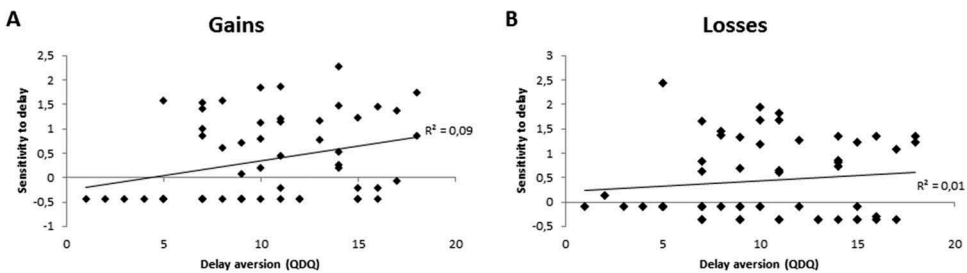 A
Gains
2,5
2
1,5
1
0,5
0
-0,5
-1
Sensitivity to delay
R² = 0,09
0 5 10 15 20
Delay aversion (QDQ)
B
Losses
3
2,5
2
1,5
1
0,5
0
-0,5
Sensitivity to delay
R² = 0,01
0 5 10 15 20
Delay aversion (QDQ)